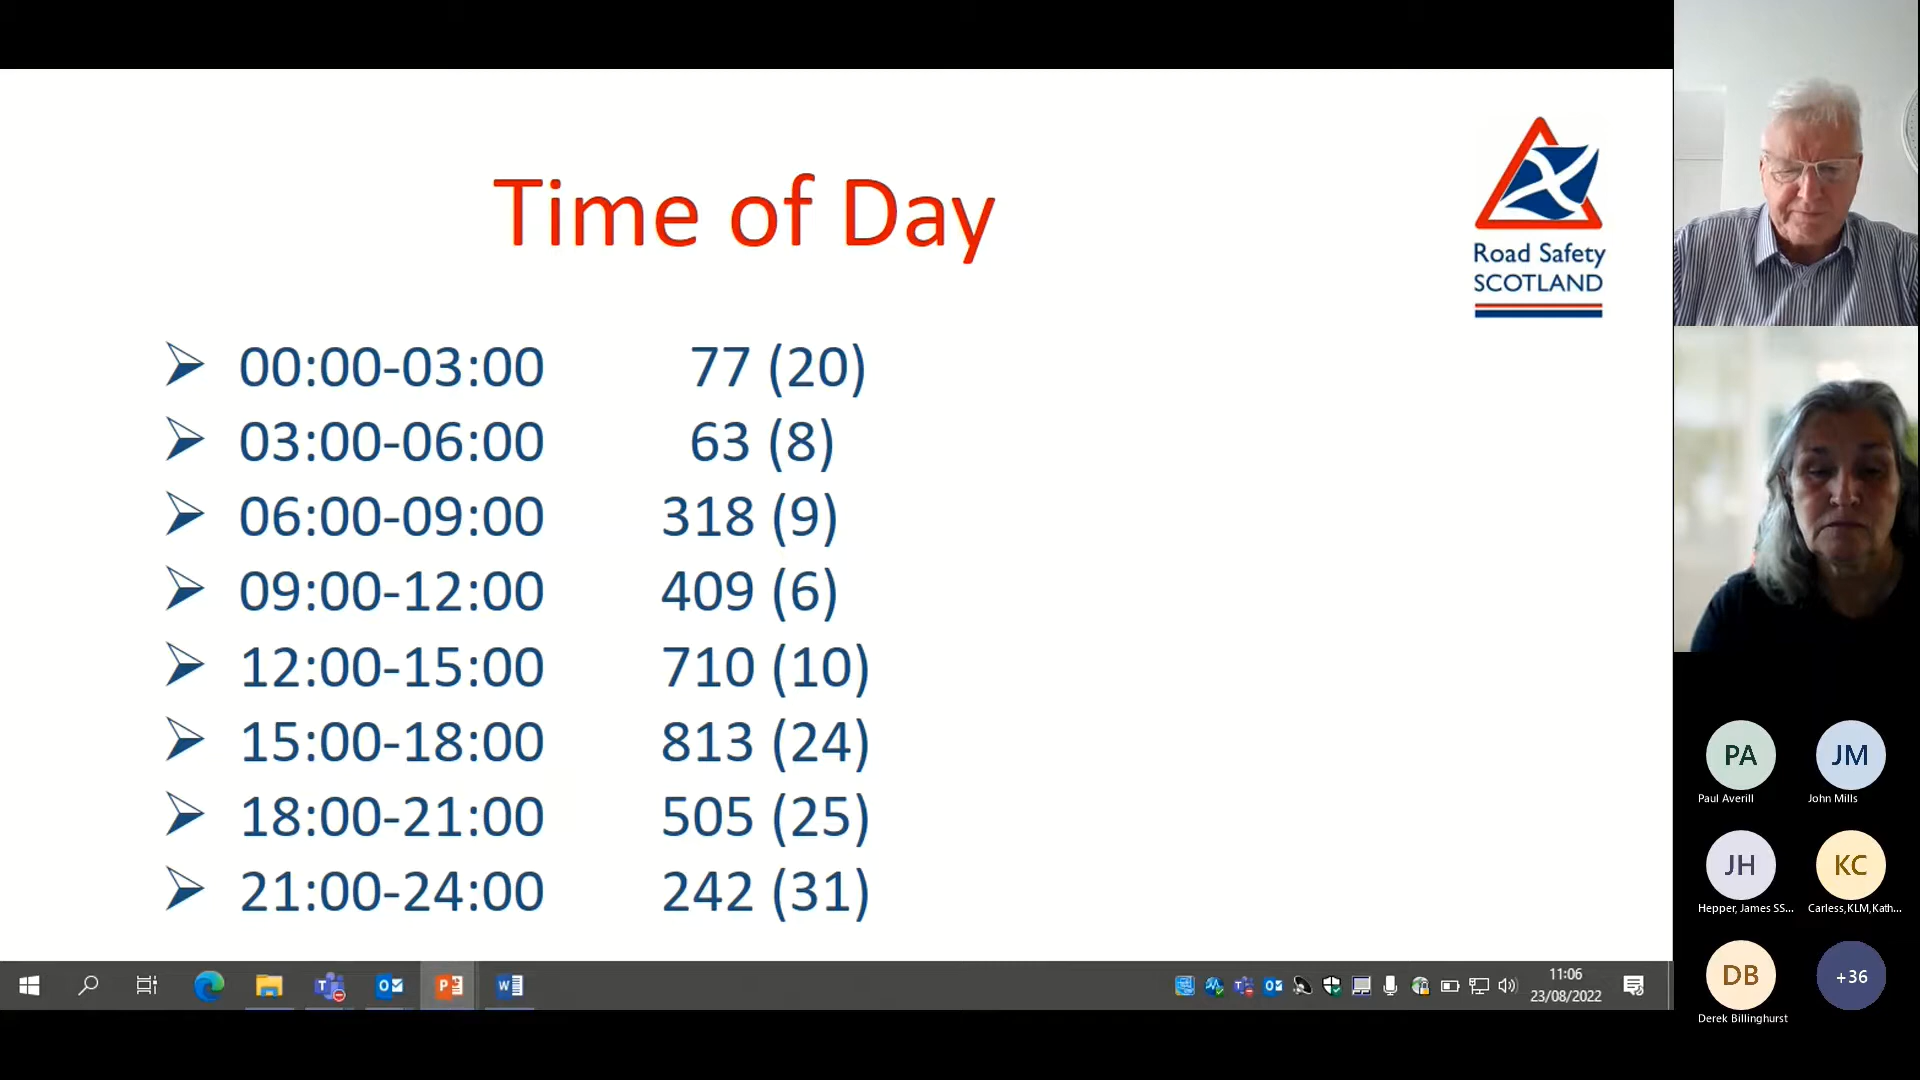 Time of Day
Road Safety
SCOTLAND
00:00-03:00 77 (20)
03:00-06:00 63 (8)
06:00-09:00 318 (9)
09:00-12:00 409 (6)
12:00-15:00 710 (10)
15:00-18:00 813 (24)
18:00-21:00 505 (25)
21:00-24:00 242 (31)
11:06
23/08/2022
PA
Paul Averill
JM
John Mills
JH
Hepper, James SS...
KC
Carless,KLM,Kath...
DB
Derek Billinghurst
+36